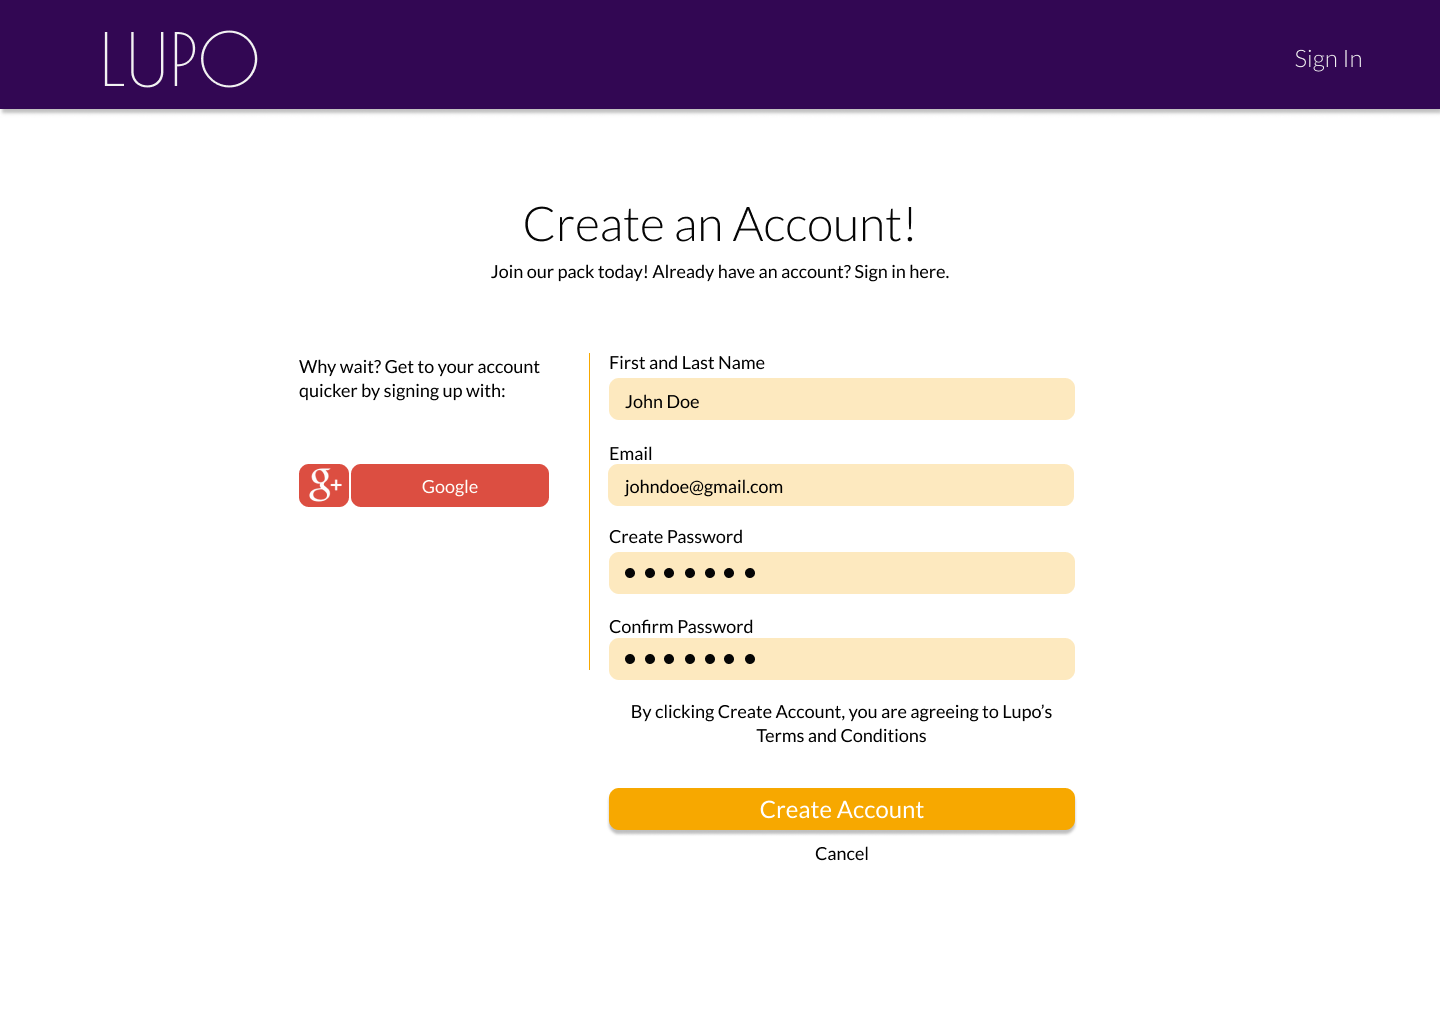 LUPO
Sign In
Create an Account!
Join our pack today! Already have an account? Sign in here.
Why wait? Get to your account
quicker by signing up with:
g+ Google
First and Last Name
John Doe
Email
johndoe@gmail.com
Create Password
●●●●●●●
Confirm Password
●●●●●●●
By clicking Create Account, you are agreeing to Lupo’s
Terms and Conditions
Create Account
Cancel